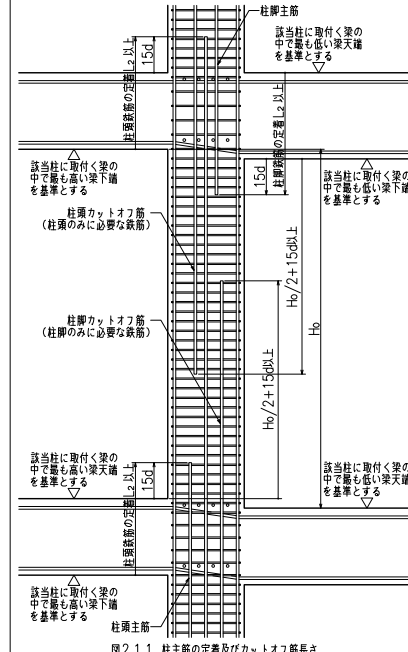 柱脚主筋
該当柱に取付く梁の
中で最も低い梁天端
を基準とする
柱頭鉄筋の定着L₂ 以上
15d
柱脚鉄筋の定着L₂ 以上
15d
該当柱に取付く梁の
中で最も高い梁下端
を基準とする
該当柱に取付く梁の
中で最も低い梁下端
を基準とする
柱頭カットオフ筋
(柱頭のみに必要な鉄筋)
Ho/2+15d以上
Ho
柱脚カットオフ筋
(柱脚のみに必要な鉄筋)
Ho/2+15d以上
該当柱に取付く梁の
中で最も高い梁天端
を基準とする
柱頭鉄筋の定着L₂ 以上
15d
該当柱に取付く梁の
中で最も低い梁天端
を基準とする
該当柱に取付く梁の
中で最も高い梁下端
を基準とする
柱頭主筋
図2.1.1 柱主筋の定着及びカットオフ筋長さ